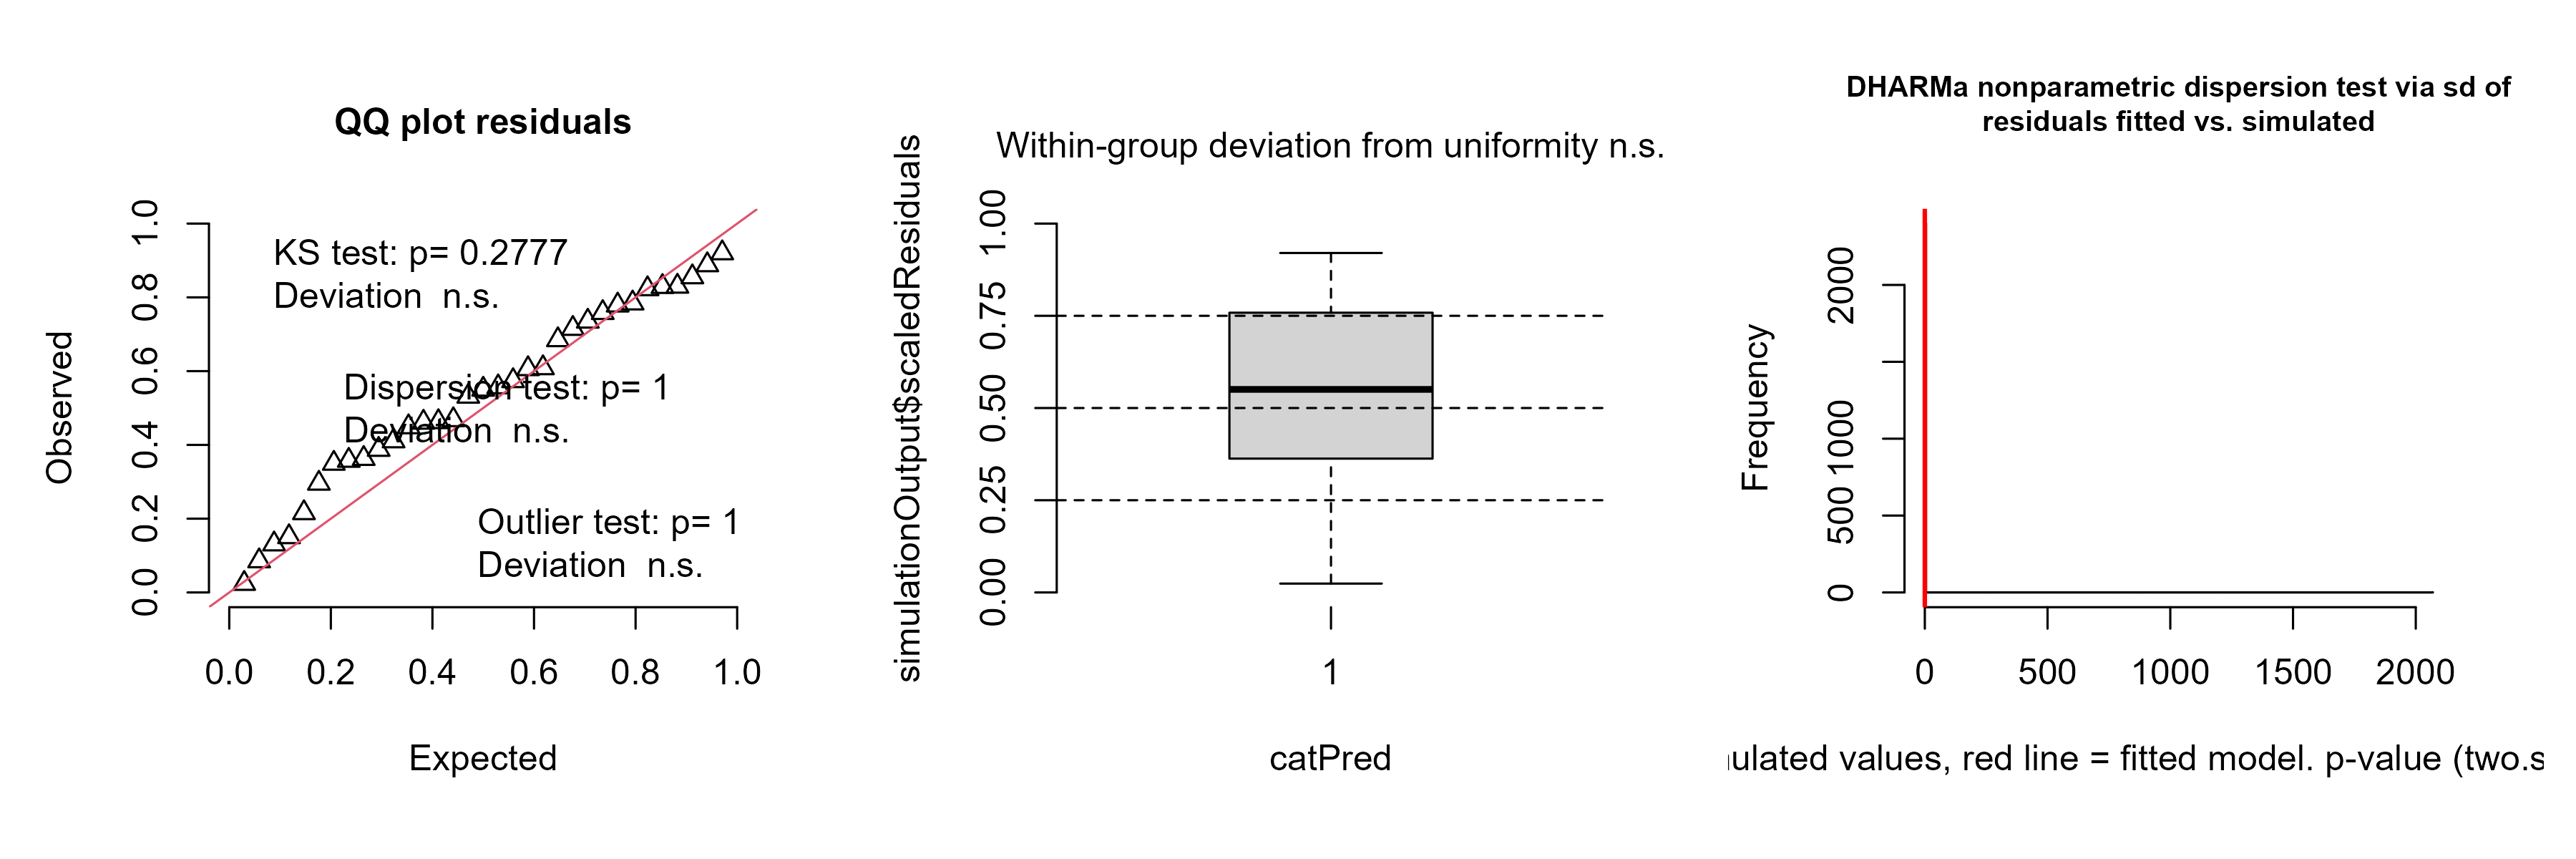 QQ plot residuals
KS test: p= 0.2777
Deviation n.s.
Dispersion test: p= 1
Deviation n.s.
Outlier test: p= 1
Deviation n.s.
Observed
0.0 0.2 0.4 0.6 0.8 1.0
0.0 0.2 0.4 0.6 0.8 1.0
Expected
Within-group deviation from uniformity n.s.
simulationOutput$scaledResiduals
0.00 0.25 0.50 0.75 1.00
1
catPred
DHARMa nonparametric dispersion test via sd of
residuals fitted vs. simulated
Frequency
0 500 1000 2000
0 500 1000 1500 2000
ulated values, red line = fitted model. p-value (two.s